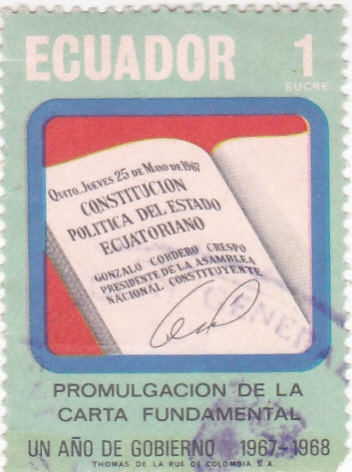 ECUADOR 1
SUCRE
QUITO, JUEVES 25 DE MAYO DE 1967
CONSTITUCION
POLITICA DEL ESTADO
ECUATORIANO
GONZALO CORDERO CRESPO
PRESIDENTE DE LA ASAMBLEA
NACIONAL CONSTITUYENTE
GENERAL
PROMULGACION DE LA
CARTA FUNDAMENTAL
UN AÑO DE GOBIERNO 1967-1968
THOMAS DE LA RUE DE COLOMBIA S A